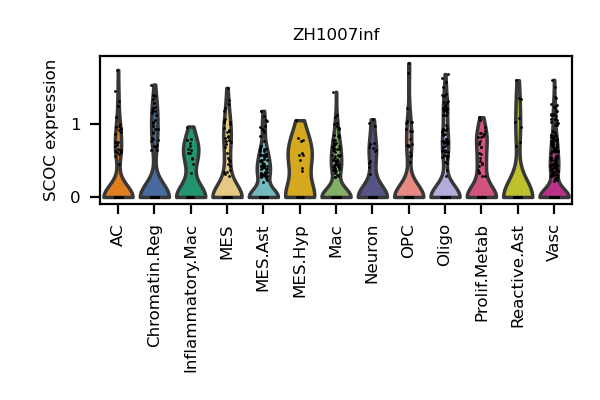 ZH1007inf
SCOC expression
1
0
AC
Chromatin.Reg
Inflammatory.Mac
MES
MES.Ast
MES.Hyp
Mac
Neuron
OPC
Oligo
Prolif.Metab
Reactive.Ast
Vasc